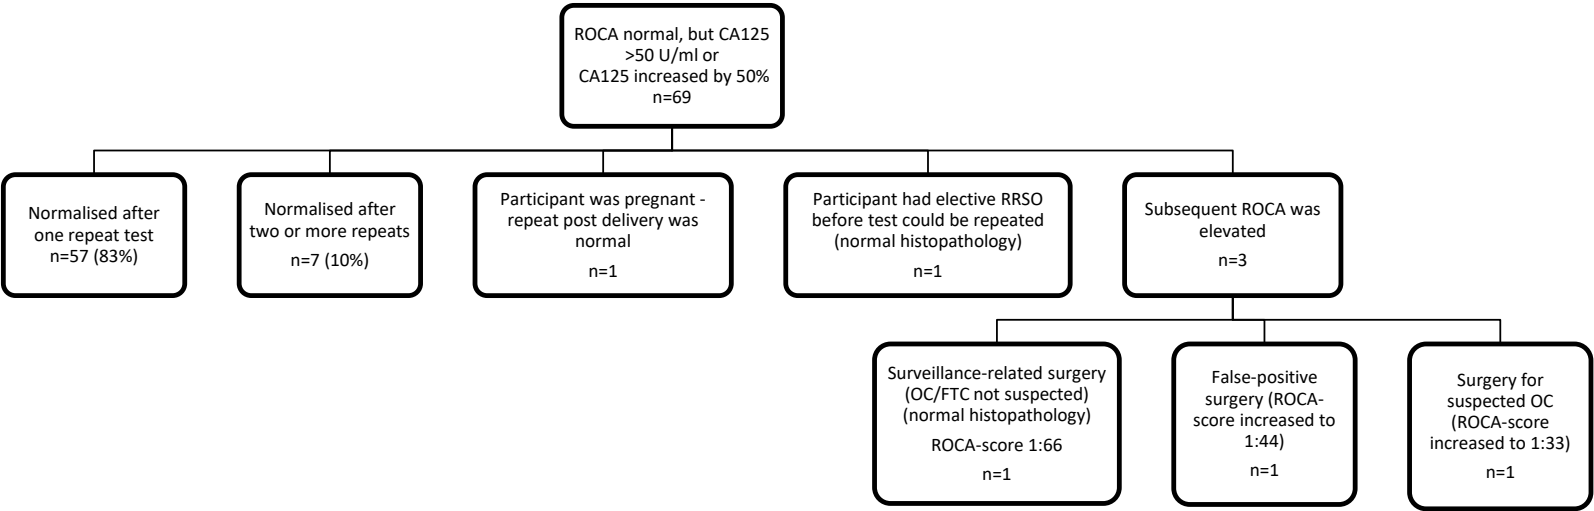 ROCA normal, but CA125
>50 U/ml or
CA125 increased by 50%
n=69
Normalised after
one repeat test
n=57 (83%)
Normalised after
two or more repeats
n=7 (10%)
Participant was pregnant -
repeat post delivery was
normal
n=1
Participant had elective RRSO
before test could be repeated
(normal histopathology)
n=1
Subsequent ROCA was
elevated
n=3
Surveillance-related surgery
(OC/FTC not suspected)
(normal histopathology)
ROCA-score 1:66
n=1
False-positive
surgery (ROCA-
score increased to
1:44)
n=1
Surgery for
suspected OC
(ROCA-score
increased to 1:33)
n=1